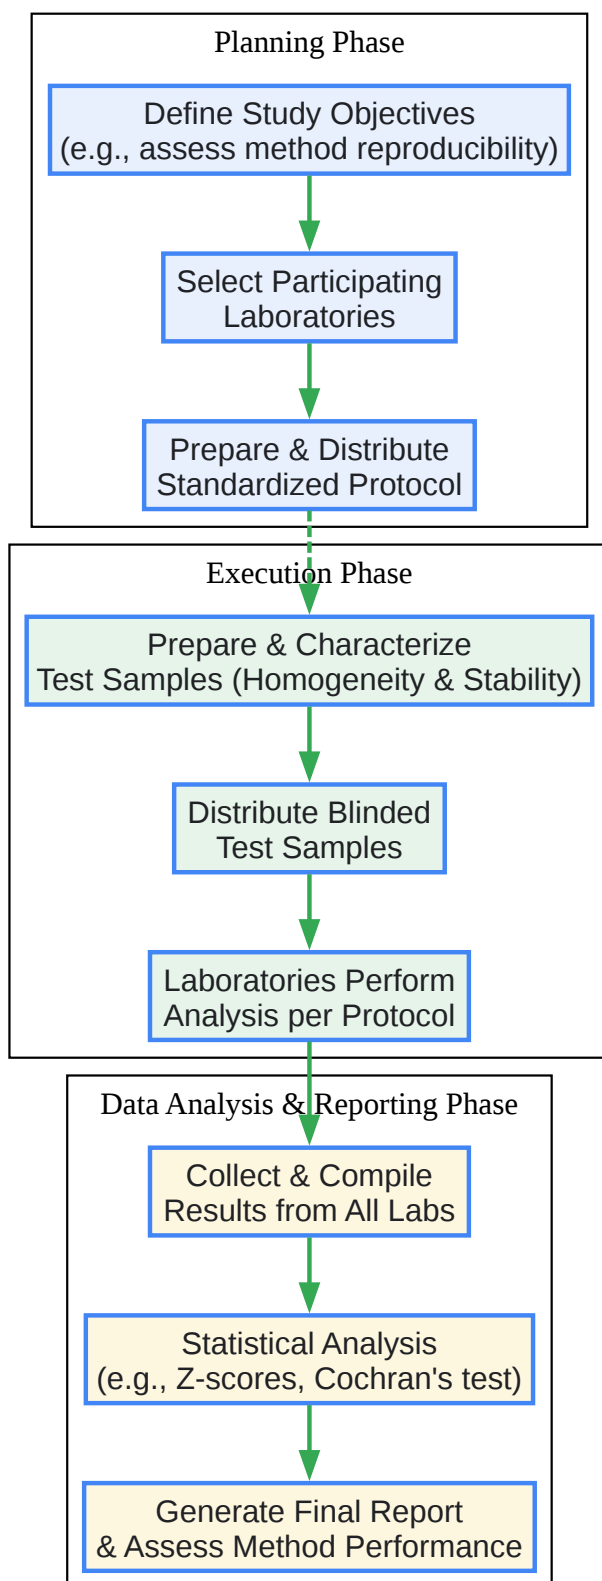 Planning Phase
Define Study Objectives
(e.g., assess method reproducibility)
Select Participating
Laboratories
Prepare & Distribute
Standardized Protocol
Execution Phase
Prepare & Characterize
Test Samples (Homogeneity & Stability)
Distribute Blinded
Test Samples
Laboratories Perform
Analysis per Protocol
Data Analysis & Reporting Phase
Collect & Compile
Results from All Labs
Statistical Analysis
(e.g., Z-scores, Cochran's test)
Generate Final Report
& Assess Method Performance